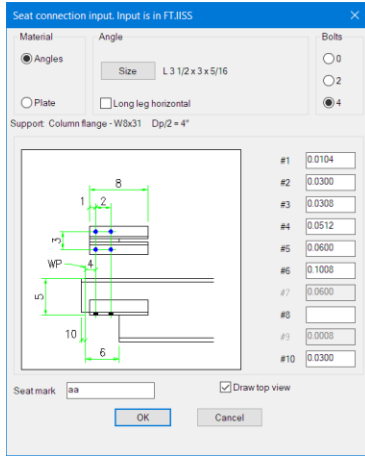 Seat connection input. Input is in FT.IISS
Material
Angle
Bolts
Angles
Size
L 3 1/2 x 3 x 5/16
0
2
Plate
Long leg horizontal
4
Support: Column flange - W8x31 Dp/2 = 4"
8
1
2
3
WP
4
5
10
6
#1 0.0104
#2 0.0300
#3 0.0308
#4 0.0512
#5 0.0600
#6 0.1008
#7 0.0600
#8
#9 0.0008
#10 0.0300
Seat mark aa
Draw top view
OK
Cancel